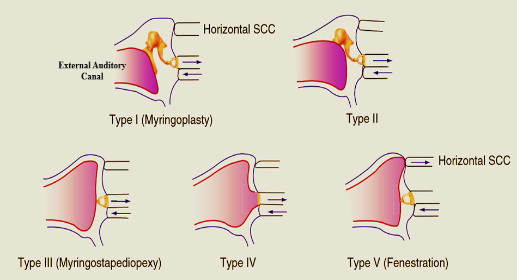 Horizontal SCC
External Auditory
Canal
Type I (Myringoplasty)
Type II
Horizontal SCC
Type III (Myringostapediopexy)
Type IV
Type V (Fenestration)